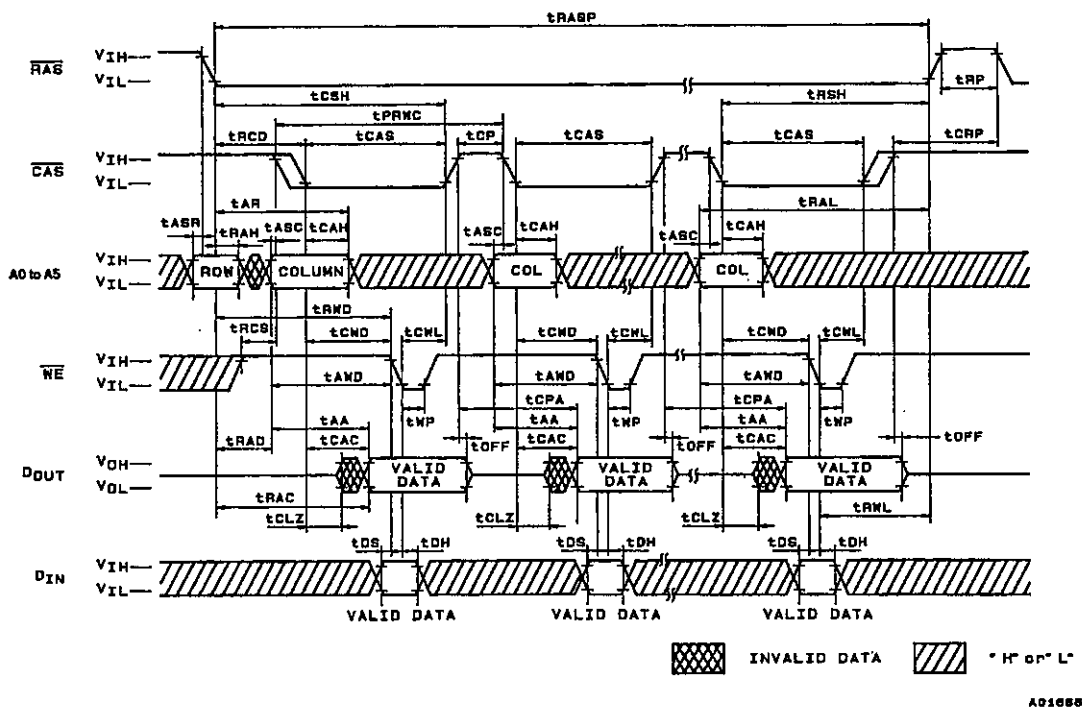 tRASP
RAS VIH
VIL
tRP
tCSH
tRSH
tPRWC
tRCD tCAS tCP tCAS tCAS tCRP
CAS VIH
VIL
tAR
tRAL
tASR tRAH tASC tCAH tASC tCAH tASC tCAH
A0 to A5 VIH
VIL
ROW COLUMN COL COL
tRWD
tRCS tCWD tCWL tCWD tCWL tCWD tCWL
WE VIH
VIL
tAWD tAWD tAWD
tWP tCPA tWP tCPA tWP
tAA tAA tAA
tRAD tCAC tOFF tCAC tOFF tCAC tOFF
DOUT VOH
VOL
VALID DATA VALID DATA VALID DATA
tRAC
tCLZ tCLZ tCLZ tRWL
tDS tDH tDS tDH tDS tDH
DIN VIH
VIL
VALID DATA VALID DATA VALID DATA
INVALID DATA "H" or "L"